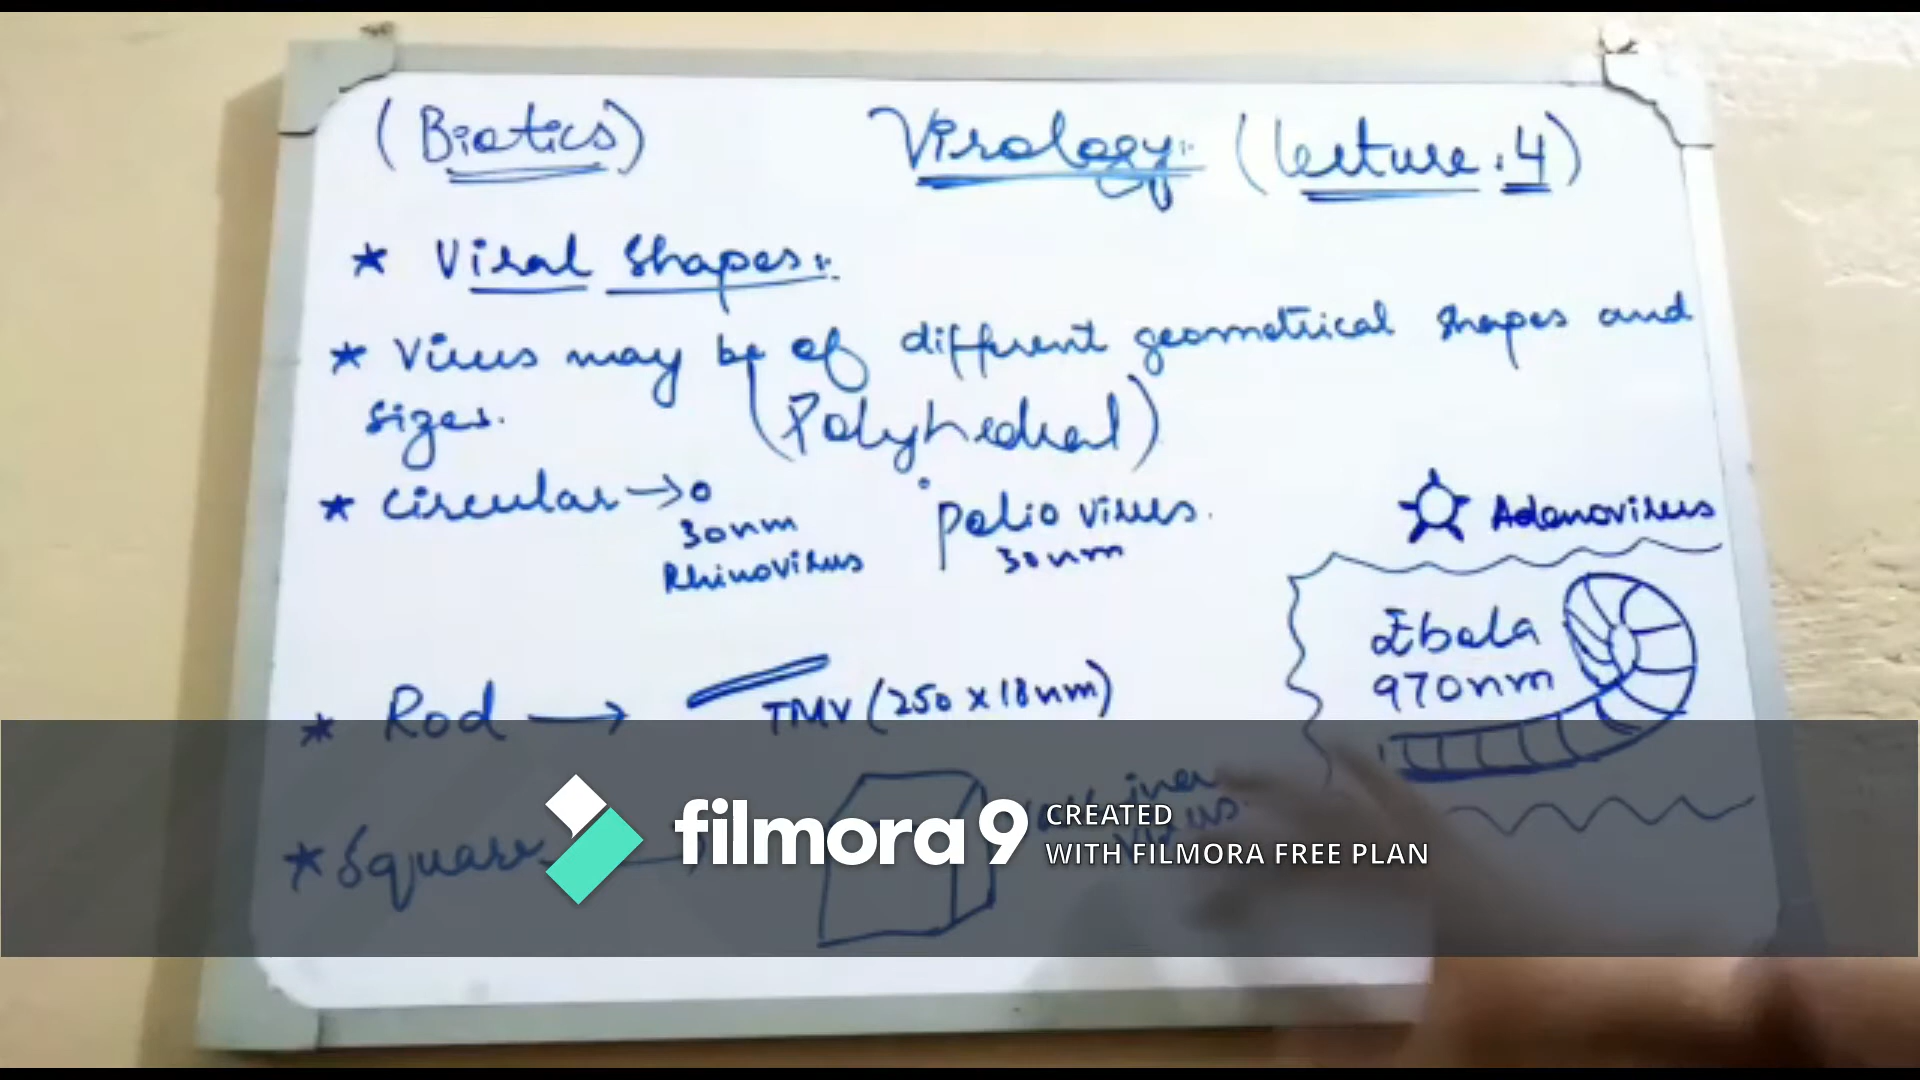 (Biotics)
Virology:- (lecture:4)
* Viral Shapes:-
* Virus may be of different geometrical shapes and
sizes.
(Polyhedral)
* Circular → 
30nm
Rhinovirus
Polio virus.
30nm
Adenovirus
Ebola
970nm
* Rod →
TMV (250 x 18nm)
* Square →
virus.
filmora9
CREATED
WITH FILMORA FREE PLAN